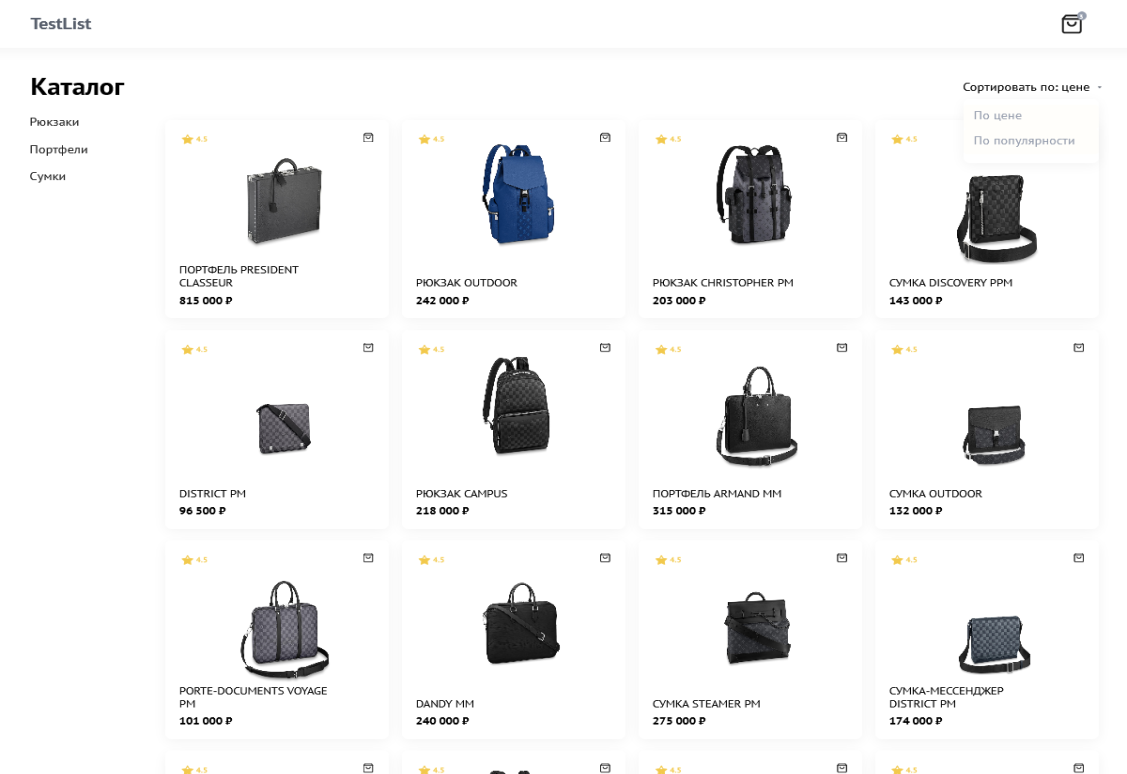 TestList
Каталог
Сортировать по: цене
По цене
По популярности
Рюкзаки
Портфели
Сумки
4.5
ПОРТФЕЛЬ PRESIDENT
CLASSEUR
815 000 ₽
4.5
РЮКЗАК OUTDOOR
242 000 ₽
4.5
РЮКЗАК CHRISTOPHER PM
203 000 ₽
4.5
СУМКА DISCOVERY PPM
143 000 ₽
4.5
DISTRICT PM
96 500 ₽
4.5
РЮКЗАК CAMPUS
218 000 ₽
4.5
ПОРТФЕЛЬ ARMAND MM
315 000 ₽
4.5
СУМКА OUTDOOR
132 000 ₽
4.5
PORTE-DOCUMENTS VOYAGE
PM
101 000 ₽
4.5
DANDY MM
240 000 ₽
4.5
СУМКА STEAMER PM
275 000 ₽
4.5
СУМКА-МЕССЕНДЖЕР
DISTRICT PM
174 000 ₽
4.5
4.5
4.5
4.5